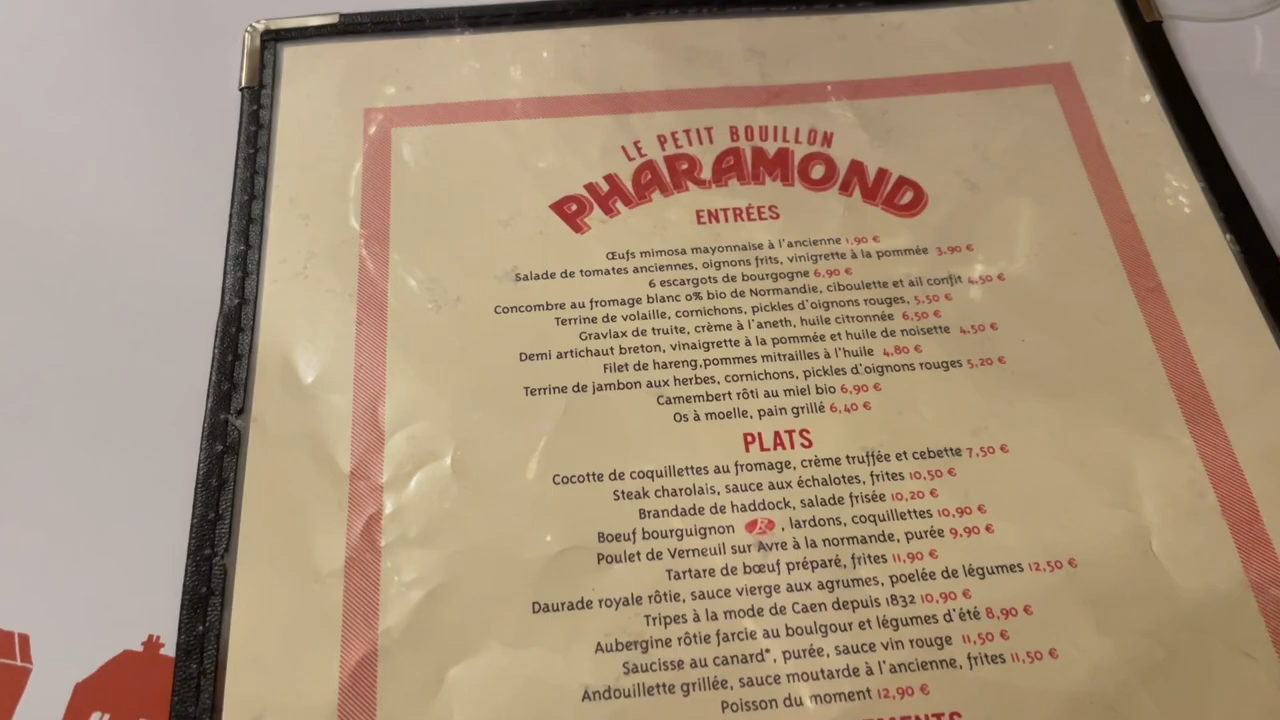 LE PETIT BOUILLON
PHARAMOND
ENTRÉES
Œufs mimosa mayonnaise à l'ancienne 1,90 €
Salade de tomates anciennes, oignons frits, vinigrette à la pommée 3,90 €
6 escargots de bourgogne 6,90 €
Concombre au fromage blanc 0% bio de Normandie, ciboulette et ail confit 4,50 €
Terrine de volaille, cornichons, pickles d'oignons rouges, 5,50 €
Gravlax de truite, crème à l'aneth, huile citronnée 6,50 €
Demi artichaut breton, vinaigrette à la pommée et huile de noisette 4,50 €
Filet de hareng,pommes mitrailles à l'huile 4,80 €
Terrine de jambon aux herbes, cornichons, pickles d'oignons rouges 5,20 €
Camembert rôti au miel bio 6,90 €
Os à moelle, pain grillé 6,40 €
PLATS
Cocotte de coquillettes au fromage, crème truffée et cebette 7,50 €
Steak charolais, sauce aux échalotes, frites 10,50 €
Brandade de haddock, salade frisée 10,20 €
Boeuf bourguignon , lardons, coquillettes 10,90 €
Poulet de Verneuil sur Avre à la normande, purée 9,90 €
Tartare de bœuf préparé, frites 11,90 €
Daurade royale rôtie, sauce vierge aux agrumes, poelée de légumes 12,50 €
Tripes à la mode de Caen depuis 1832 10,90 €
Aubergine rôtie farcie au boulgour et légumes d'été 8,90 €
Saucisse au canard*, purée, sauce vin rouge 11,50 €
Andouillette grillée, sauce moutarde à l'ancienne, frites 11,50 €
Poisson du moment 12,90 €